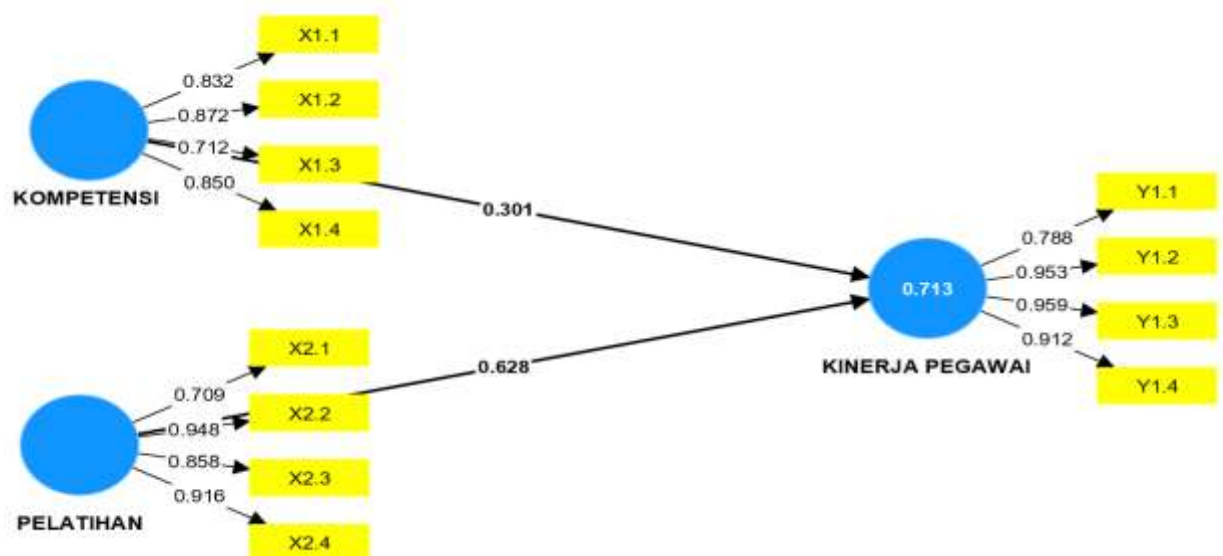 X1.1
0.832
X1.2
0.872
0.712
X1.3
0.850
KOMPETENSI
X1.4
0.301
Y1.1
0.788
Y1.2
0.953
0.713
0.959
Y1.3
0.912
KINERJA PEGAWAI
Y1.4
X2.1
0.628
0.709
X2.2
0.948
0.858
X2.3
0.916
PELATIHAN
X2.4